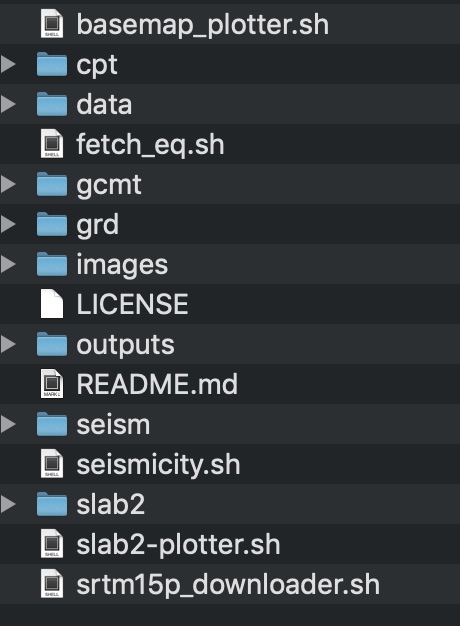 basemap_plotter.sh
cpt
data
fetch_eq.sh
gcmt
grd
images
LICENSE
outputs
README.md
seism
seismicity.sh
slab2
slab2-plotter.sh
srtm15p_downloader.sh